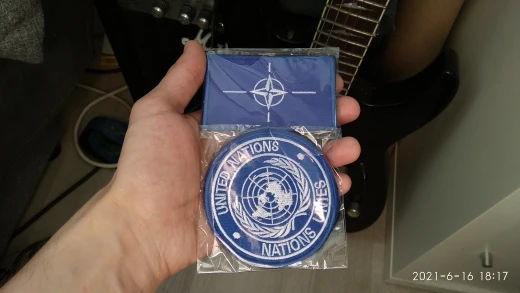 UNITED NATIONS
NATIONS UNIES
2021-6-16 18:17